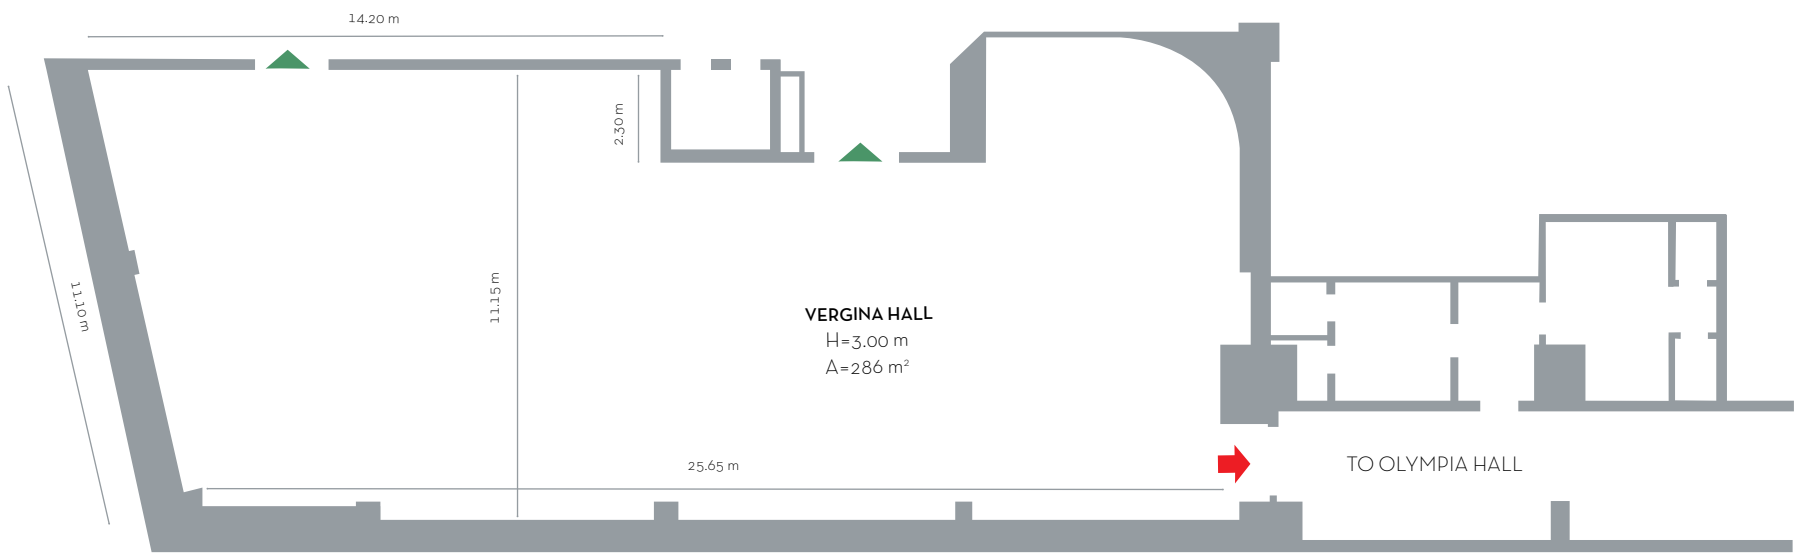 14.20 m
2.30 m
11.10 m
11.15 m
VERGINA HALL
H=3.00 m
A=286 m²
25.65 m
TO OLYMPIA HALL